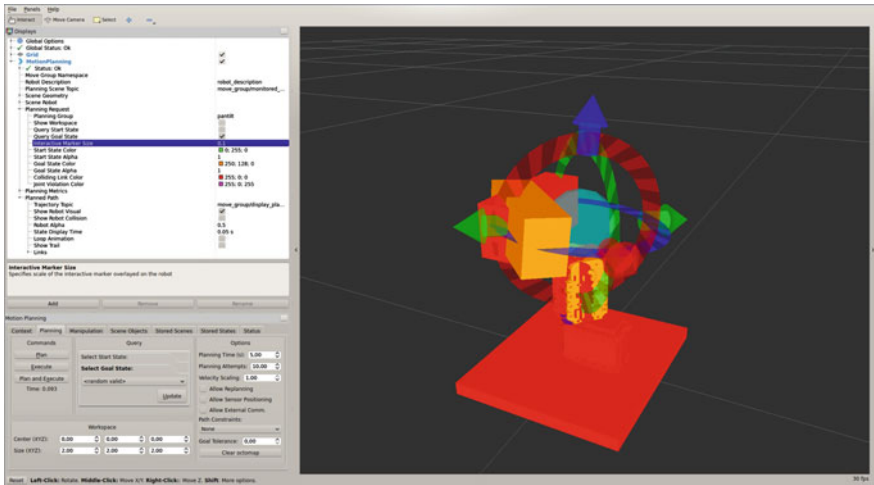 File Panels Help
Interact Move Camera Select
Displays
Global Options
Global Status: Ok
Grid
MotionPlanning
Status: Ok
Move Group Namespace
Robot Description robot_description
Planning Scene Topic move_group/monitored_...
Scene Geometry
Scene Robot
Planning Request
Planning Group pantilt
Show Workspace
Query Start State
Query Goal State
Interactive Marker Size 0.1
Start State Color 0; 255; 0
Start State Alpha 1
Goal State Color 250; 128; 0
Goal State Alpha 1
Colliding Link Color 255; 0; 0
Joint Violation Color 255; 0; 255
Planning Metrics
Planned Path
Trajectory Topic move_group/display_pla...
Show Robot Visual
Show Robot Collision
Robot Alpha 0.5
State Display Time 0.05 s
Loop Animation
Show Trail
Links
Interactive Marker Size
Specifies scale of the interactive marker overlayed on the robot
Add Remove Rename
Motion Planning
Context Planning Manipulation Scene Objects Stored Scenes Stored States Status
Commands Query Options
Plan Select Start State: Planning Time (s): 5.00
Execute Select Goal State: Planning Attempts: 10.00
Plan and Execute <random valid> Velocity Scaling: 1.00
Time: 0.093 Update Allow Replanning
Allow Sensor Positioning
Allow External Comm.
Workspace Path Constraints:
None
Center (XYZ): 0.00 0.00 0.00 Goal Tolerance: 0.00
Size (XYZ): 2.00 2.00 2.00 Clear octomap
Reset Left-Click: Rotate. Middle-Click: Move X/Y. Right-Click: Move Z. Shift: More options. 30 fps